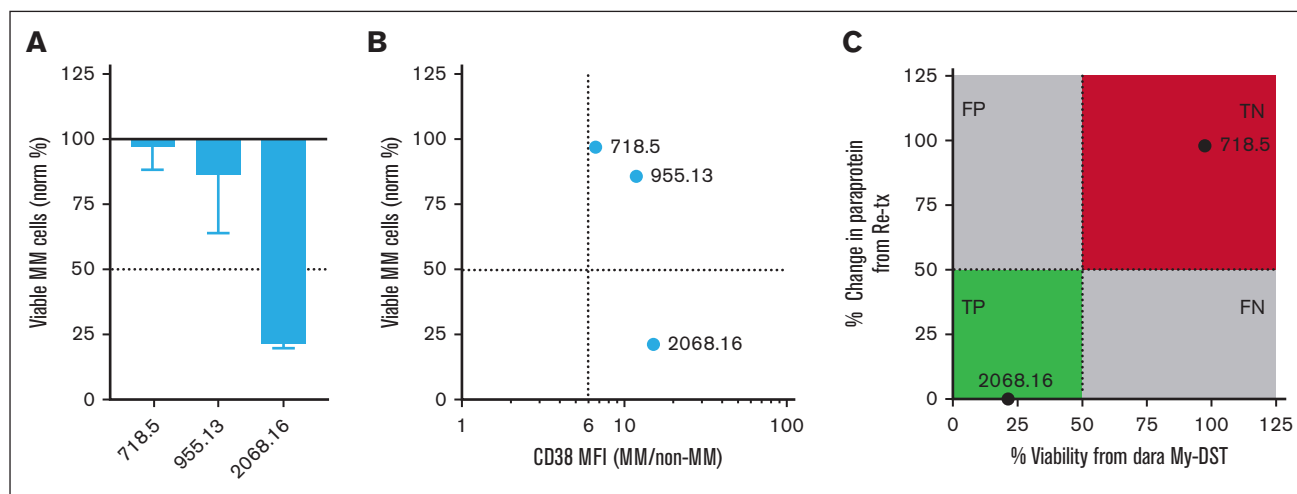 A
Viable MM cells (norm %)
125
100
75
50
25
0
718.5
955.13
2068.16
B
Viable MM cells (norm %)
125
100
75
50
25
0
718.5
955.13
2068.16
1
6
10
100
CD38 MFI (MM/non-MM)
C
% Change in paraprotein
from Re-tx
125
100
75
50
25
0
FP
TN
718.5
TP
FN
2068.16
0
25
50
75
100
125
% Viability from dara My-DST